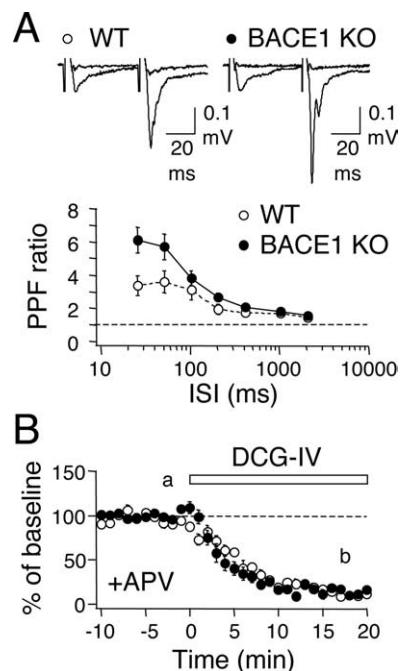 A
WT
BACE1 KO
0.1
mV
20
ms
0.1
mV
20
ms
8
6
4
2
PPF ratio
WT
BACE1 KO
10
100
1000
10000
ISI (ms)
B
DCG-IV
150
100
50
0
% of baseline
a
b
+APV
-10
-5
0
5
10
15
20
Time (min)